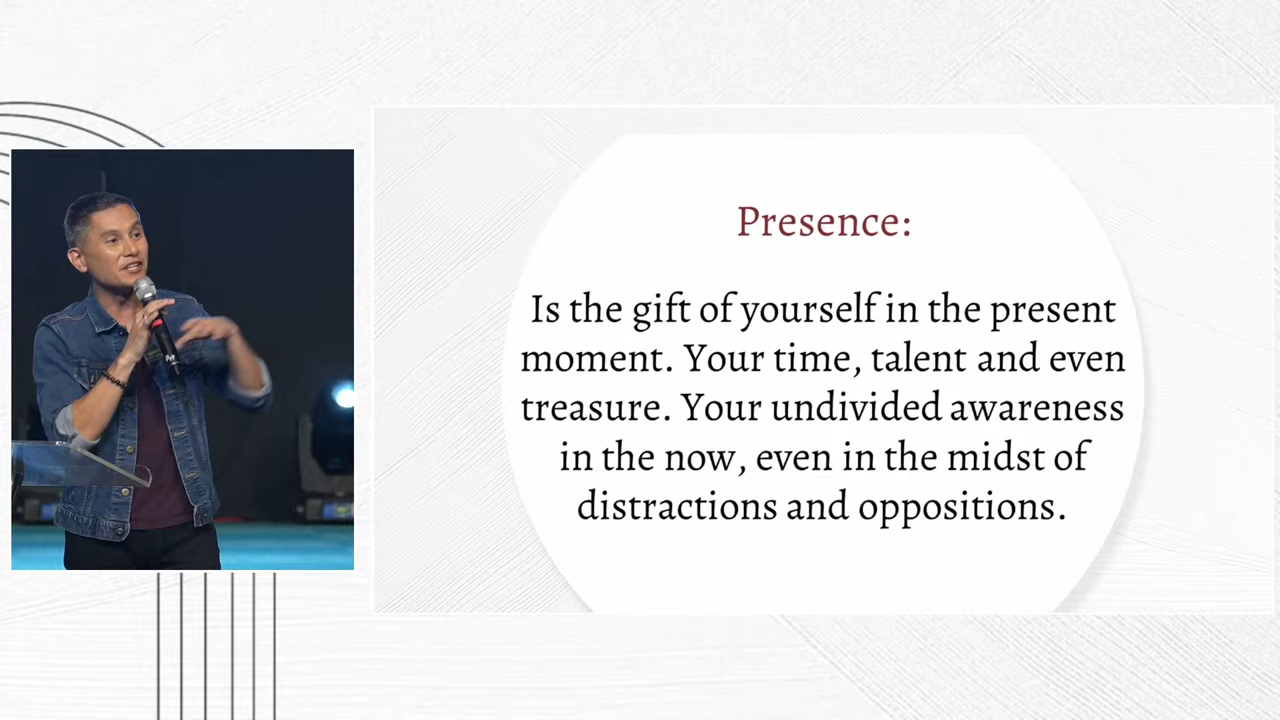 Presence:
Is the gift of yourself in the present
moment. Your time, talent and even
treasure. Your undivided awareness
in the now, even in the midst of
distractions and oppositions.